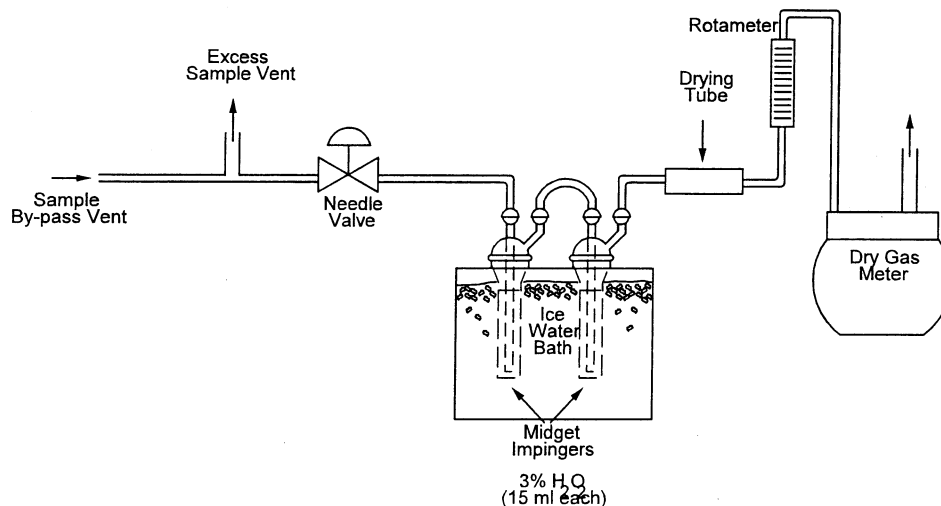 Rotameter
Excess
Sample Vent
Drying
Tube
Sample
By-pass Vent
Needle
Valve
Dry Gas
Meter
Ice
Water
Bath
Midget
Impingers
3% H₂O₂
(15 ml each)